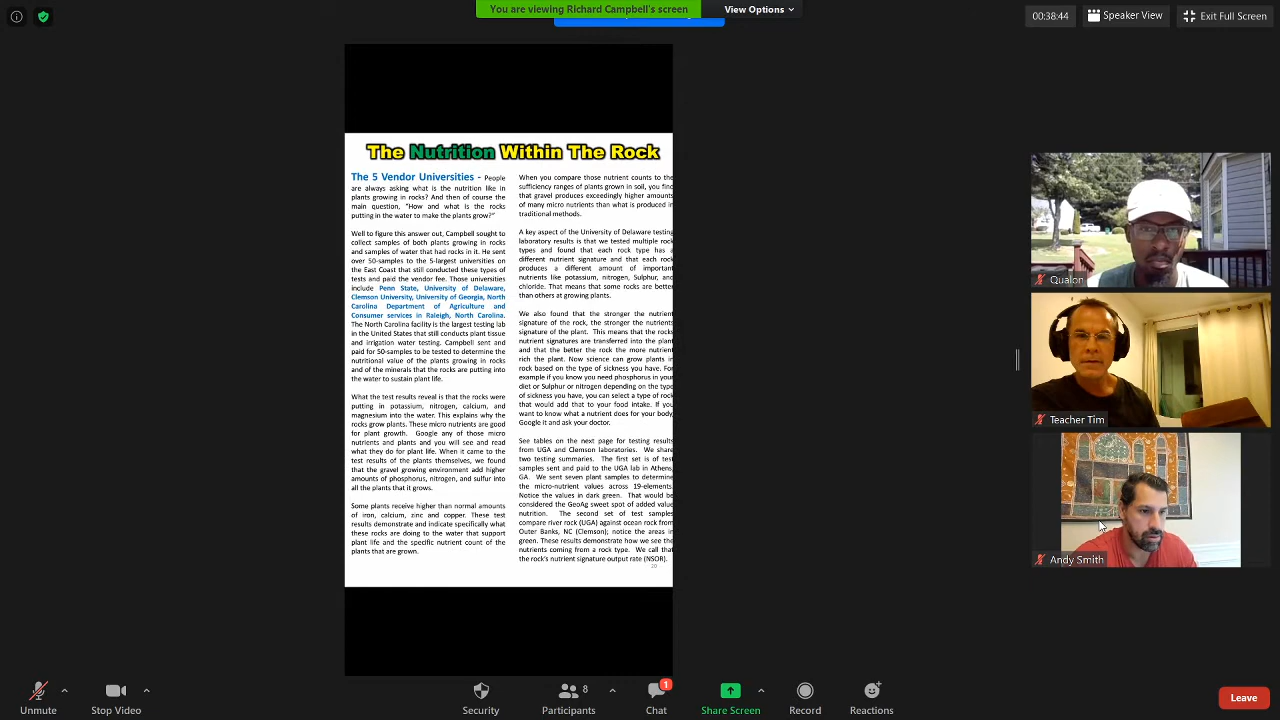 You are viewing Richard Campbell's screen
View Options
00:38:44
Speaker View
Exit Full Screen
The Nutrition Within The Rock
The 5 Vendor Universities - People
are always asking what is the nutrition like in
plants growing in rocks? And then of course the
main question, "How and what is the rocks
putting in the water to make the plants grow?"
Well to figure this answer out, Campbell sought to
collect samples of both plants growing in rocks
and samples of water that had rocks in it. He sent
over 50-samples to the 5-largest universities on
the East Coast that still conducted these types of
tests and paid the vendor fee. Those universities
include Penn State, University of Delaware,
Clemson University, University of Georgia, North
Carolina Department of Agriculture and
Consumer services in Raleigh, North Carolina.
The North Carolina facility is the largest testing lab
in the United States that still conducts plant tissue
and irrigation water testing. Campbell sent and
paid for 50-samples to be tested to determine the
nutritional value of the plants growing in rocks
and of the minerals that the rocks are putting into
the water to sustain plant life.
What the test results reveal is that the rocks were
putting in potassium, nitrogen, calcium, and
magnesium into the water. This explains why the
rocks grow plants. These micro nutrients are good
for plant growth. Google any of those micro
nutrients and plants and you will see and read
what they do for plant life. When it came to the
test results of the plants themselves, we found
that the gravel growing environment add higher
amounts of phosphorus, nitrogen, and sulfur into
all the plants that it grows.
Some plants receive higher than normal amounts
of iron, calcium, zinc and copper. These test
results demonstrate and indicate specifically what
these rocks are doing to the water that support
plant life and the specific nutrient count of the
plants that are grown.
When you compare those nutrient counts to the
sufficiency ranges of plants grown in soil, you find
that gravel produces exceedingly higher amounts
of many micro nutrients than what is produced in
traditional methods.
A key aspect of the University of Delaware testing
laboratory results is that we tested multiple rock
types and found that each rock type has a
different nutrient signature and that each rock
produces a different amount of important
nutrients like potassium, nitrogen, Sulphur, and
chloride. That means that some rocks are better
than others at growing plants.
We also found that the stronger the nutrient
signature of the rock, the stronger the nutrients
signature of the plant. This means that the rocks
nutrient signatures are transferred into the plant
and that the better the rock the more nutrient
rich the plant. Now science can grow plants in
rock based on the type of sickness you have. For
example if you know you need phosphorus in your
diet or Sulphur or nitrogen depending on the type
of sickness you have, you can select a type of rock
that would add that to your food intake. If you
want to know what a nutrient does for your body,
Google it and ask your doctor.
See tables on the next page for testing results
from UGA and Clemson laboratories. We share
two testing summaries. The first set is of test
samples sent and paid to the UGA lab in Athens,
GA. We sent seven plant samples to determine
the micro-nutrient values across 19-elements.
Notice the values in dark green. That would be
considered the GeoAg sweet spot of added value
nutrition. The second set of test samples
compare river rock (UGA) against ocean rock from
Outer Banks, NC (Clemson); notice the areas in
green. These results demonstrate how we see the
nutrients coming from a rock type. We call that
the rock's nutrient signature output rate (NSOR).
20
Qualon
Teacher Tim
Andy Smith
Unmute
Stop Video
Security
Participants
8
Chat
1
Share Screen
Record
Reactions
Leave